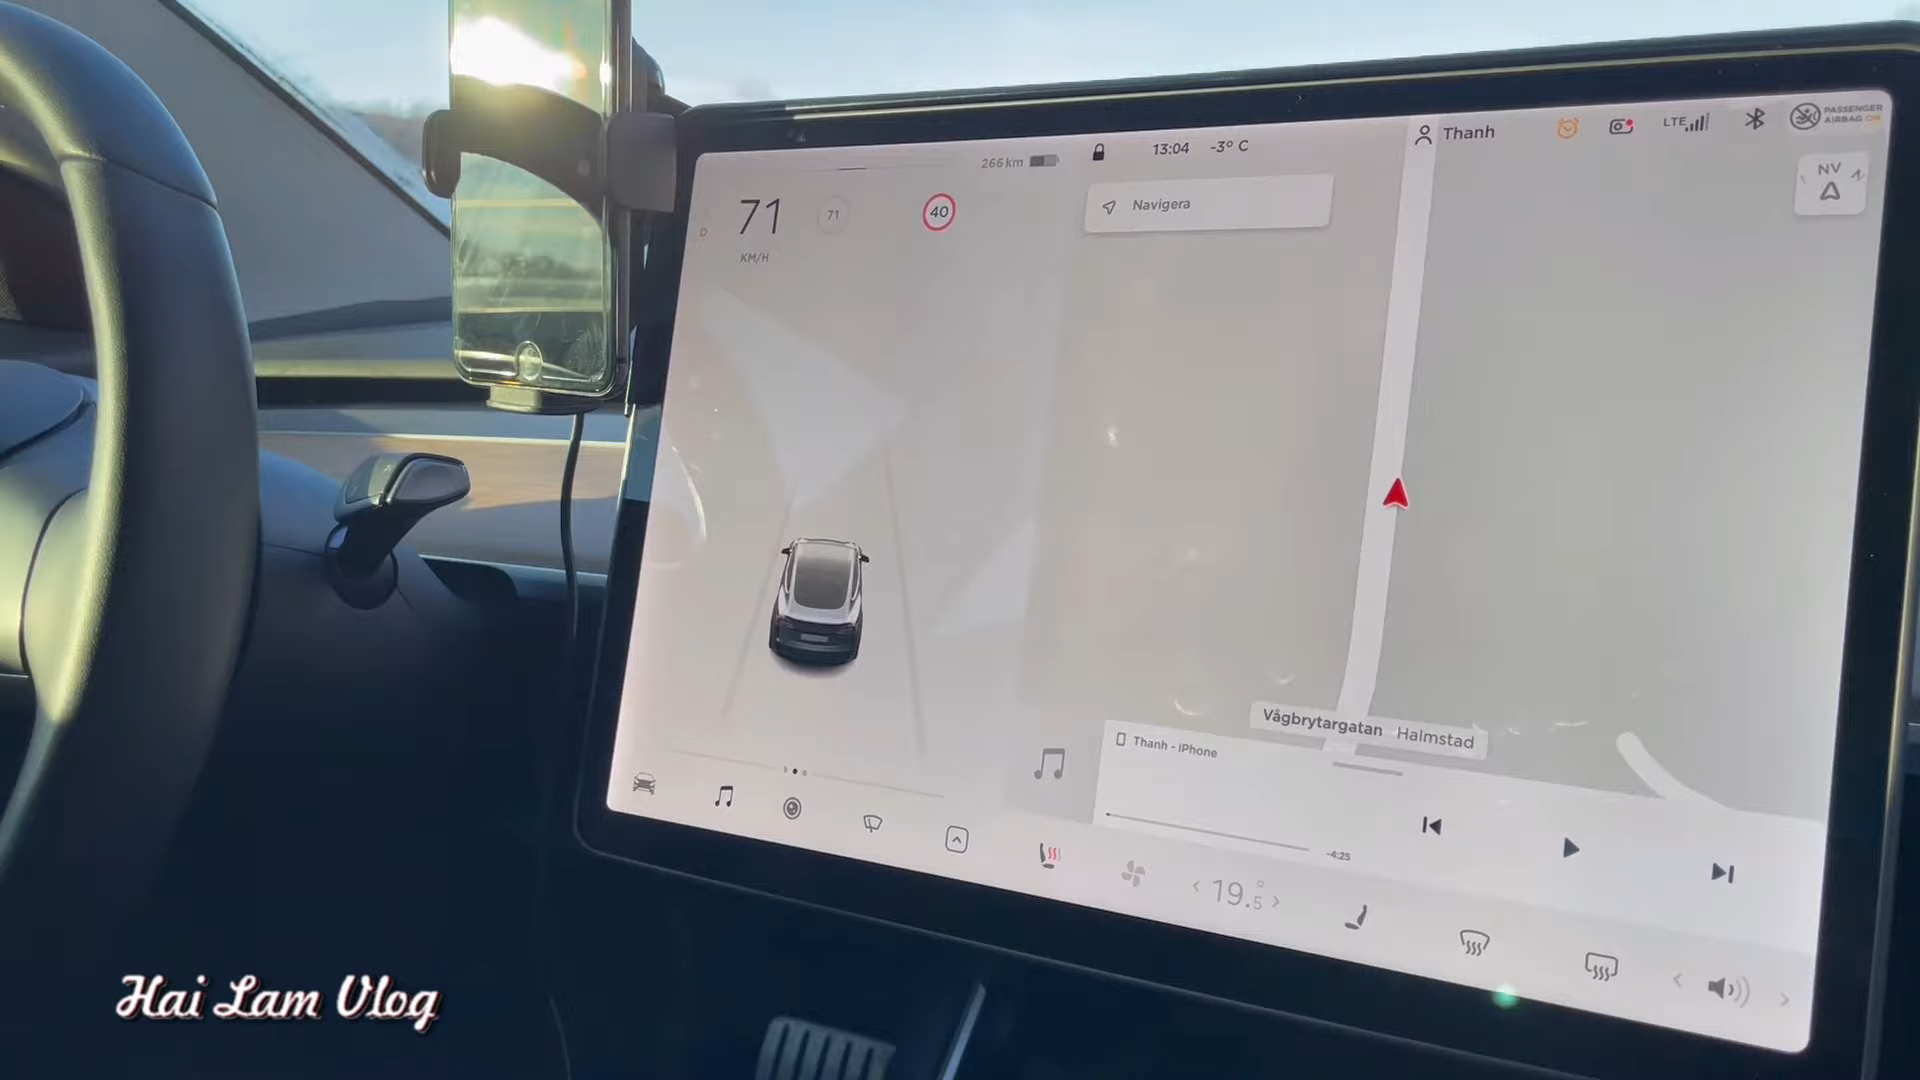 266 km
13:04
-3° C
Thanh
LTE
PASSENGER
AIRBAG ON
71
71
40
D
KM/H
Navigera
NV
Vågbrytargatan Halmstad
Thanh - iPhone
-4:25
19.5°
Hai Lam Vlog